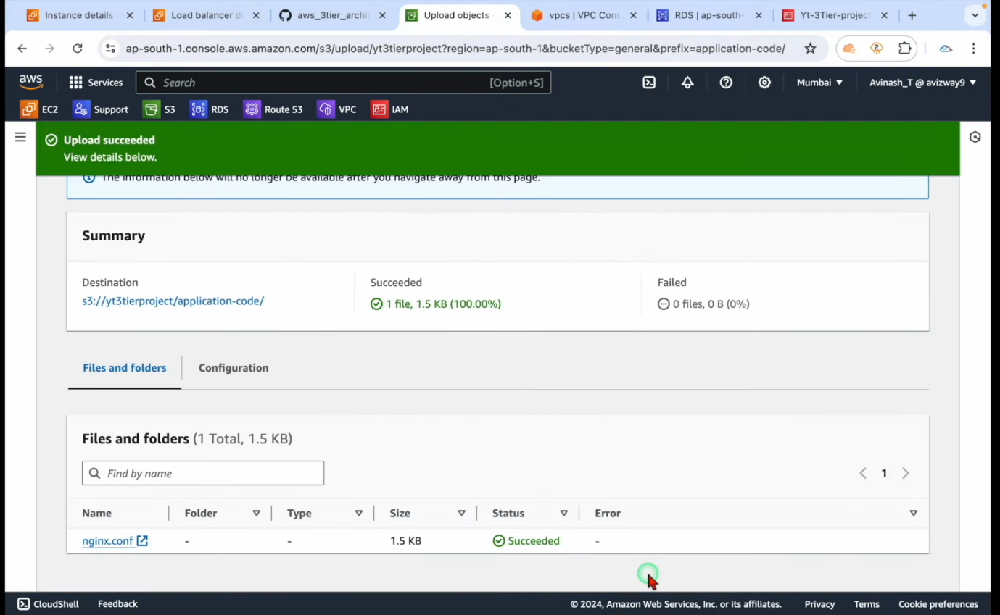 Instance details
Load balancer d
aws_3tier_archi
Upload objects
vpcs | VPC Cons
RDS | ap-south-
Yt-3Tier-project
ap-south-1.console.aws.amazon.com/s3/upload/yt3tierproject?region=ap-south-1&bucketType=general&prefix=application-code/
2
aws
Services
Search
[Option+S]
Mumbai
Avinash_T @ avizway9
EC2
Support
S3
RDS
Route 53
VPC
IAM
Upload succeeded
View details below.
The information below will no longer be available after you navigate away from this page.
Summary
Destination
Succeeded
Failed
s3://yt3tierproject/application-code/
1 file, 1.5 KB (100.00%)
0 files, 0 B (0%)
Files and folders
Configuration
Files and folders (1 Total, 1.5 KB)
Find by name
1
Name
Folder
Type
Size
Status
Error
nginx.conf
-
-
1.5 KB
Succeeded
-
CloudShell
Feedback
© 2024, Amazon Web Services, Inc. or its affiliates.
Privacy
Terms
Cookie preferences